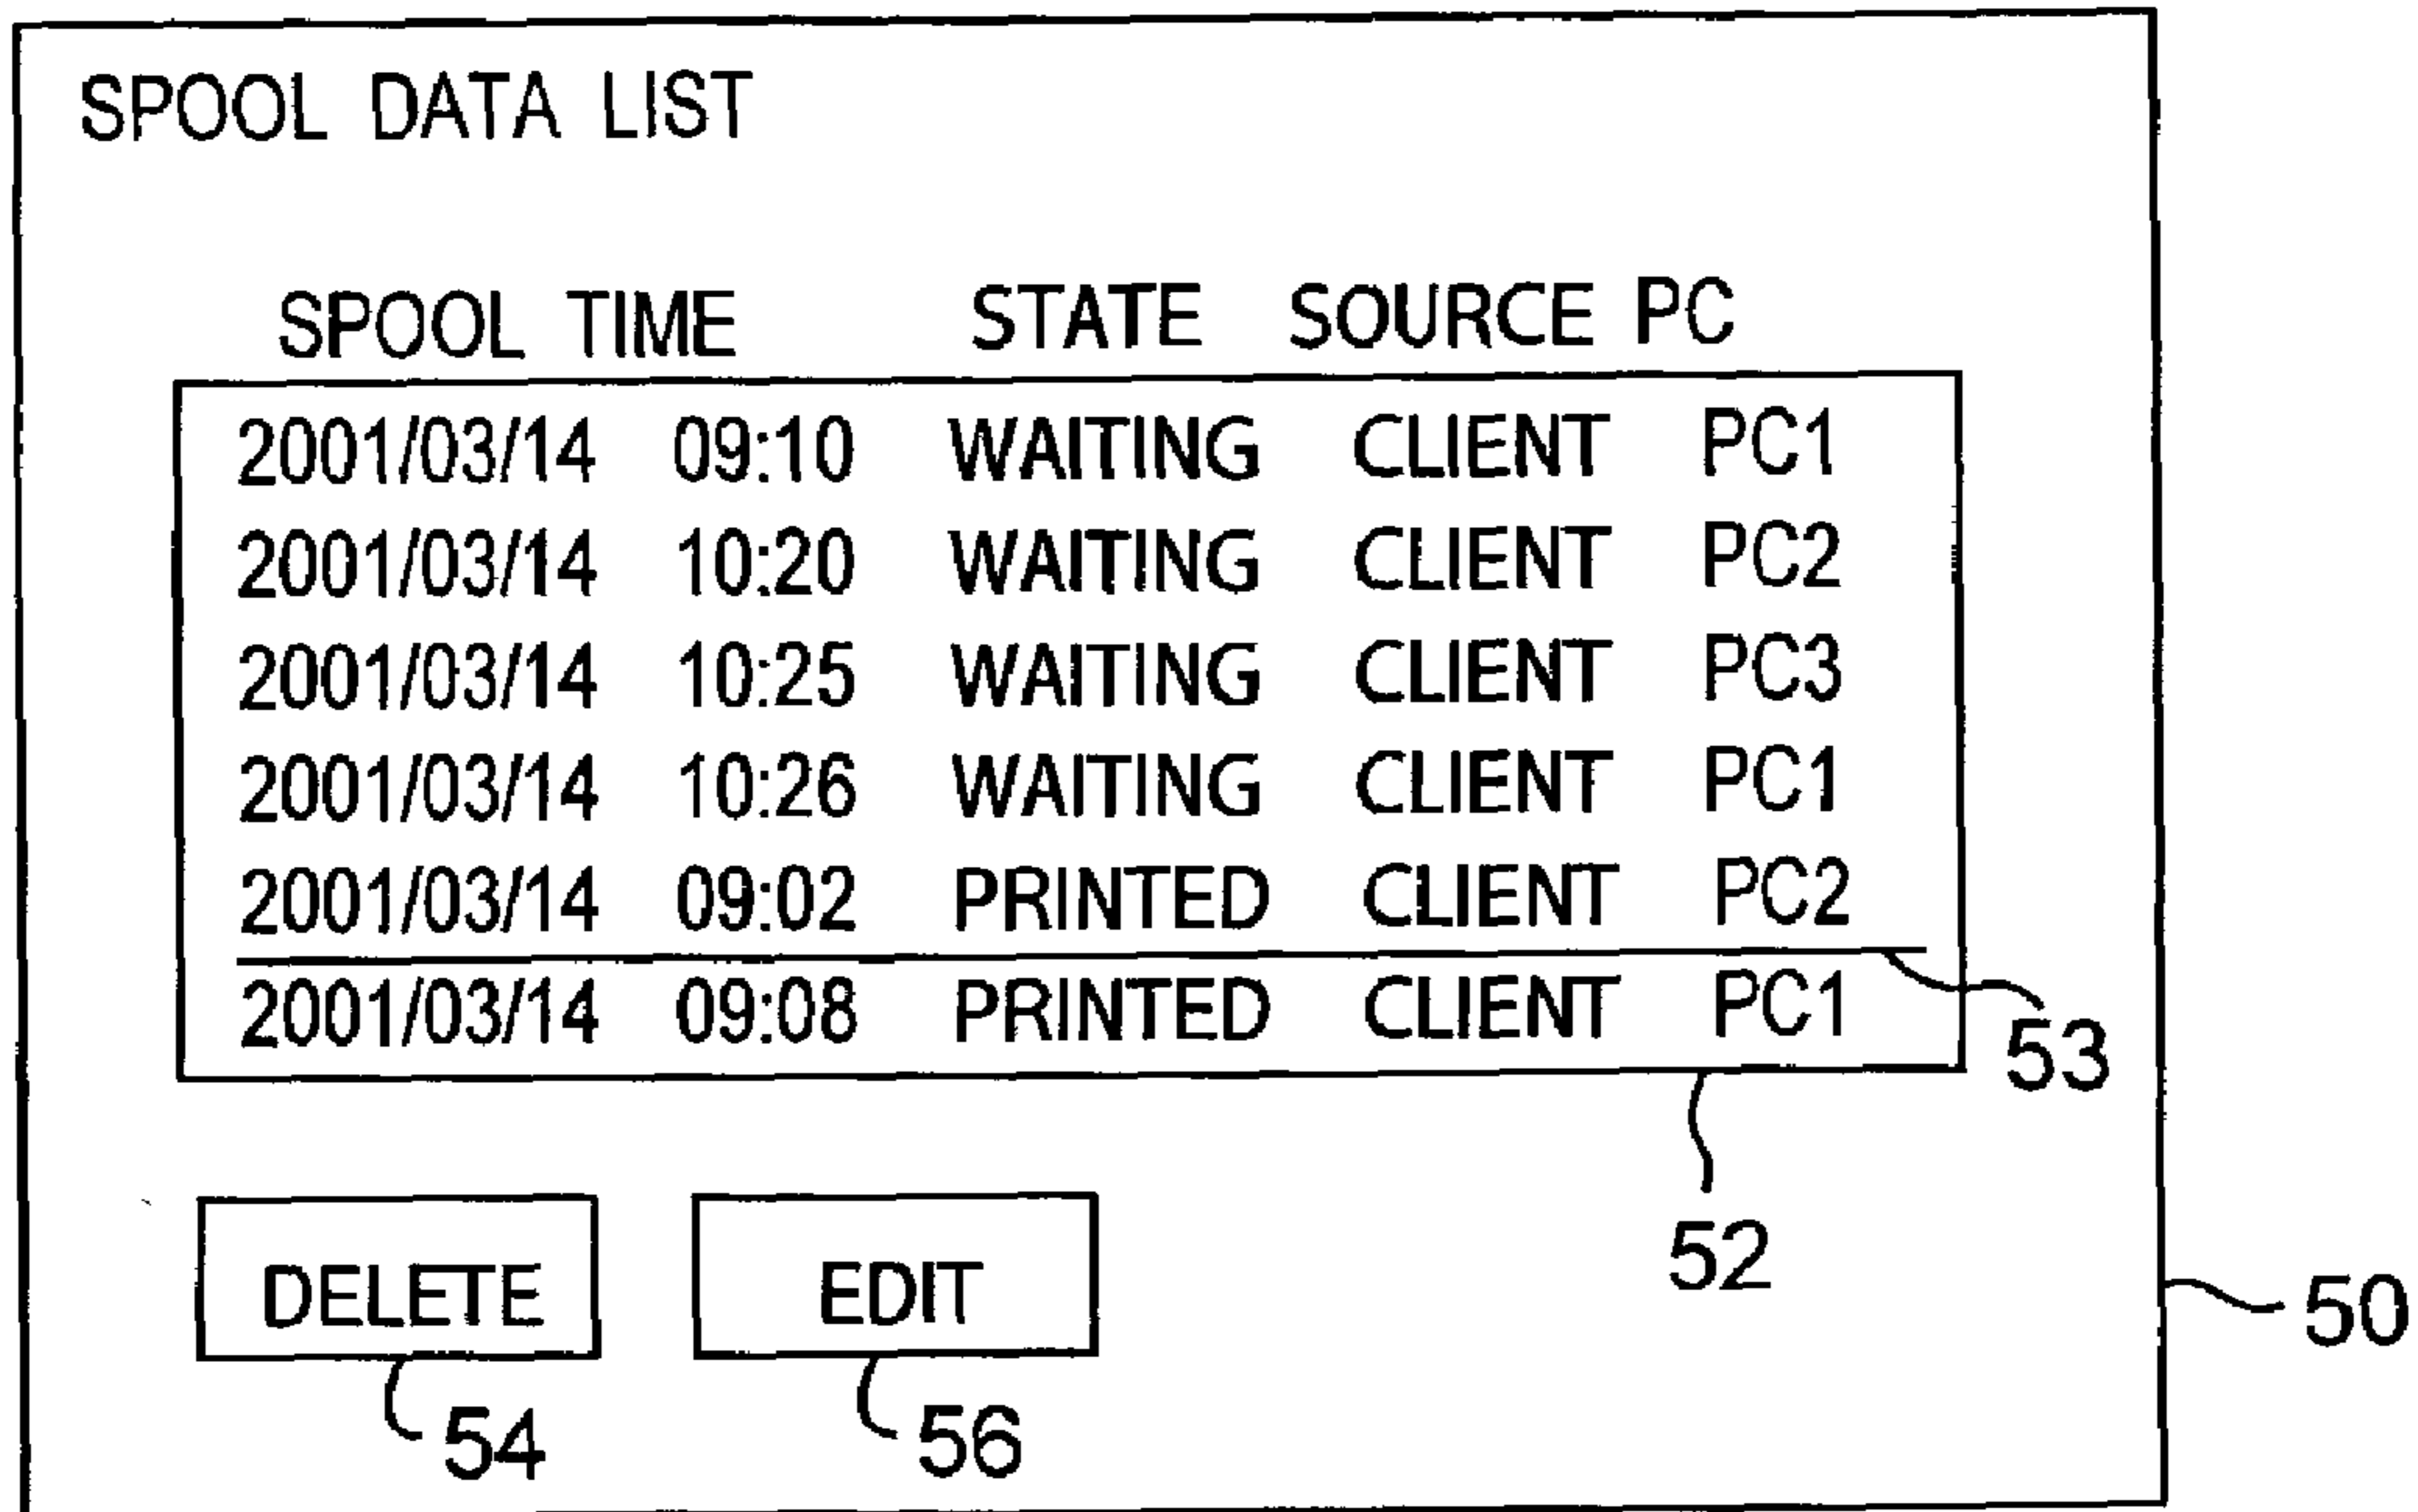 SPOOL DATA LIST
SPOOL TIME STATE SOURCE PC
2001/03/14 09:10 WAITING CLIENT PC1
2001/03/14 10:20 WAITING CLIENT PC2
2001/03/14 10:25 WAITING CLIENT PC3
2001/03/14 10:26 WAITING CLIENT PC1
2001/03/14 09:02 PRINTED CLIENT PC2
2001/03/14 09:08 PRINTED CLIENT PC1
53
52
DELETE EDIT
50
54 56